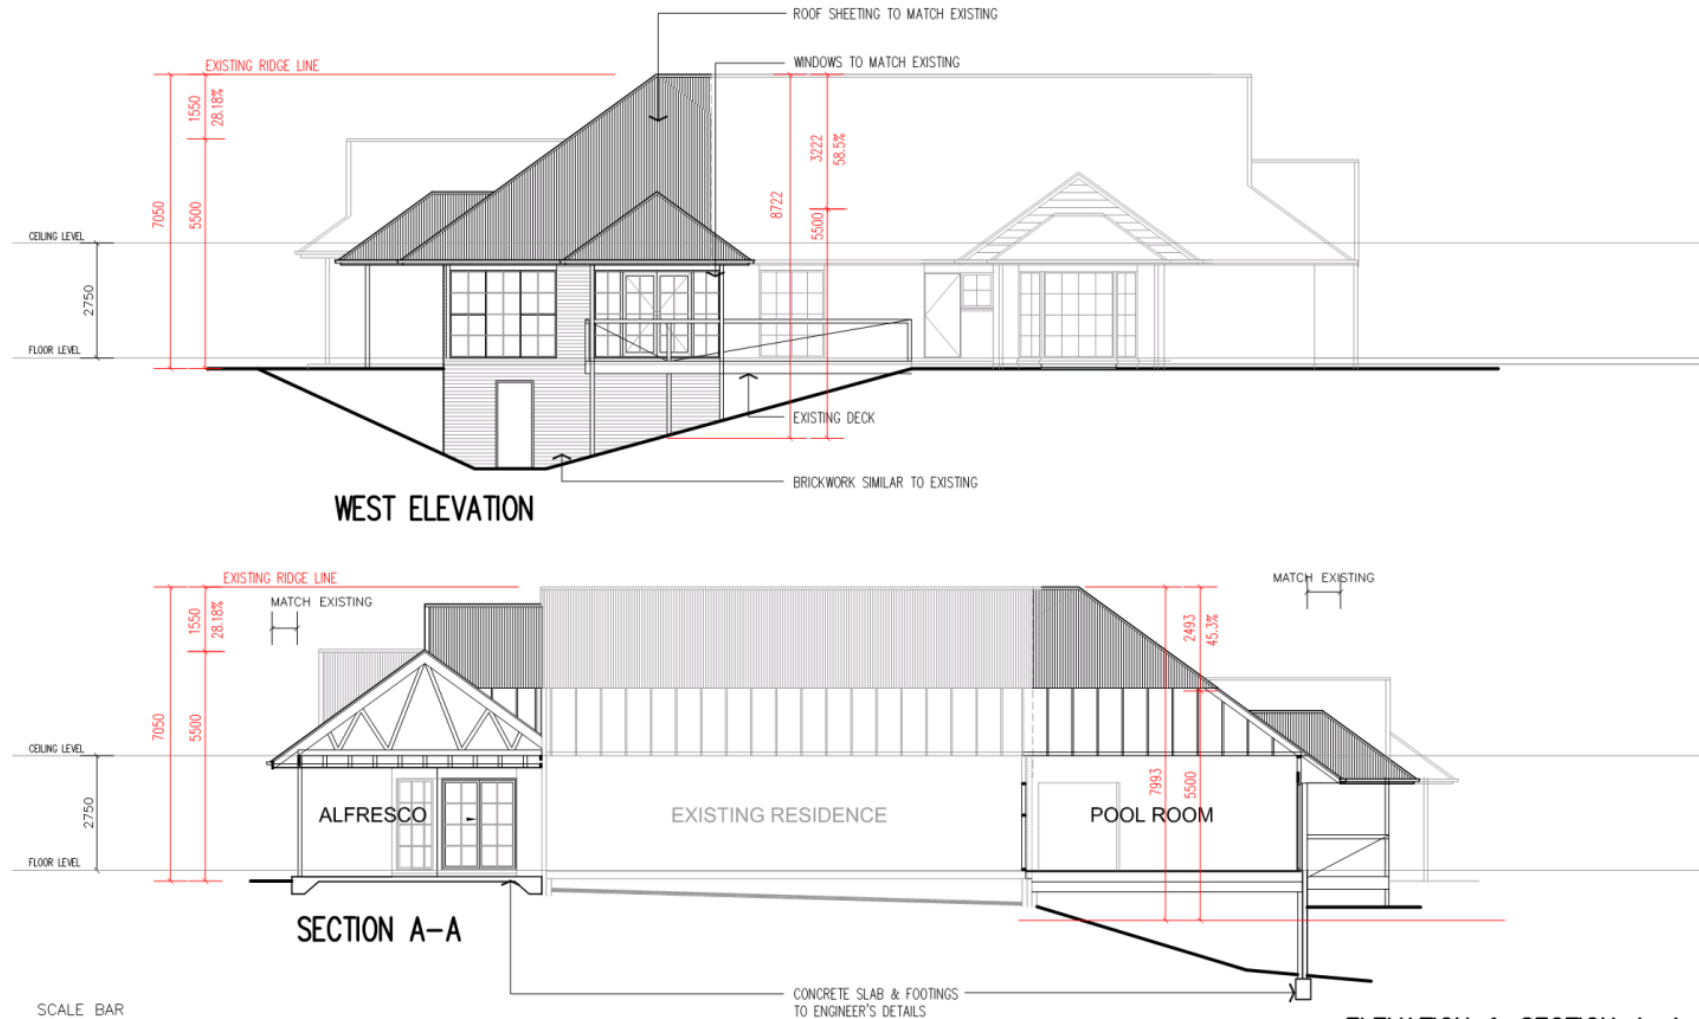 ROOF SHEETING TO MATCH EXISTING
EXISTING RIDGE LINE
WINDOWS TO MATCH EXISTING
1550
28.18%
3222
58.5%
7050
5500
8722
5500
CEILING LEVEL
2750
FLOOR LEVEL
EXISTING DECK
BRICKWORK SIMILAR TO EXISTING
WEST ELEVATION
EXISTING RIDGE LINE
MATCH EXISTING
MATCH EXISTING
1550
28.18%
2493
45.3%
7050
5500
CEILING LEVEL
7993
5500
2750
ALFRESCO
EXISTING RESIDENCE
POOL ROOM
FLOOR LEVEL
SECTION A-A
CONCRETE SLAB & FOOTINGS
TO ENGINEER'S DETAILS
SCALE BAR